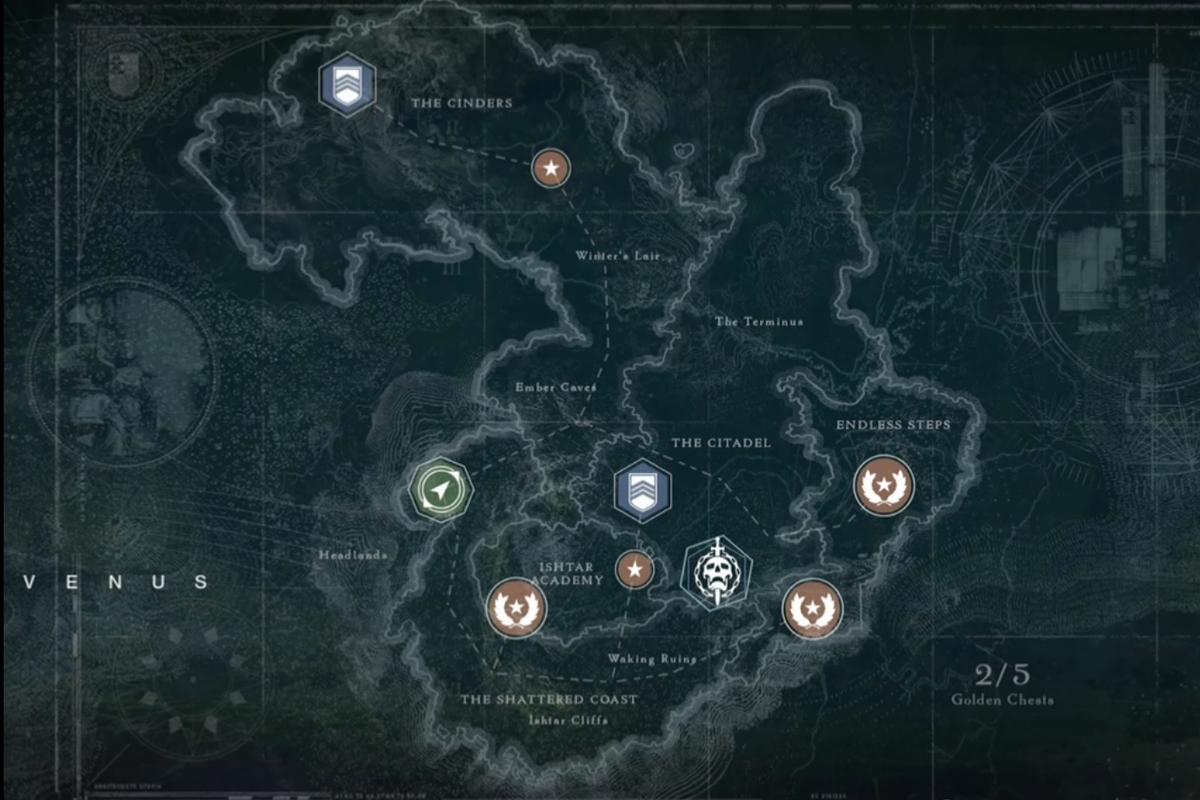 THE CINDERS
Winter's Lair
The Terminus
Ember Caves
ENDLESS STEPS
THE CITADEL
Headlands
ISHTAR
ACADEMY
VENUS
Waking Ruins
2/5
Golden Chests
THE SHATTERED COAST
Ishtar Cliffs